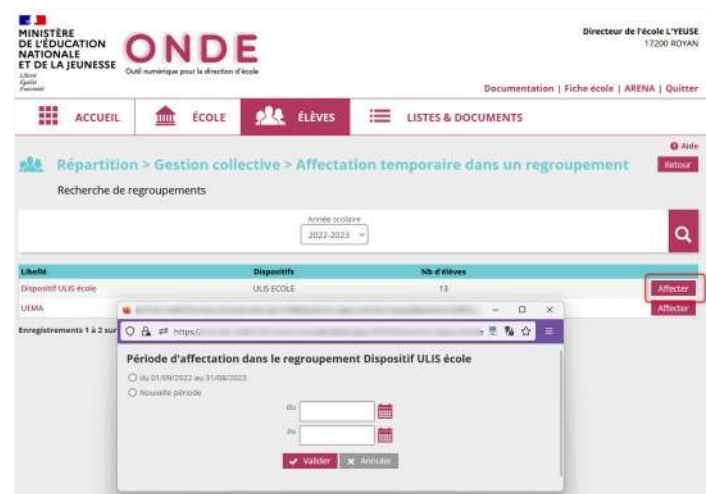 MINISTÈRE
DE L'ÉDUCATION
NATIONALE
ET DE LA JEUNESSE
Liberté
Égalité
Fraternité
ONDE
Outil numérique pour la direction d'école
Directeur de l'école L'YEUSE
17200 ROYAN
Documentation | Fiche école | ARENA | Quitter
ACCUEIL ÉCOLE ÉLÈVES LISTES & DOCUMENTS
Aide
Répartition > Gestion collective > Affectation temporaire dans un regroupement Retour
Recherche de regroupements
Année scolaire
2022-2023
Libellé Dispositifs Nb d'élèves
Dispositif ULIS école ULIS ECOLE 13 Affecter
UEMA Affecter
Enregistrements 1 à 2 sur
https:/
Période d'affectation dans le regroupement Dispositif ULIS école
du 01/09/2022 au 31/08/2023
Nouvelle période
du
au
Valider Annuler